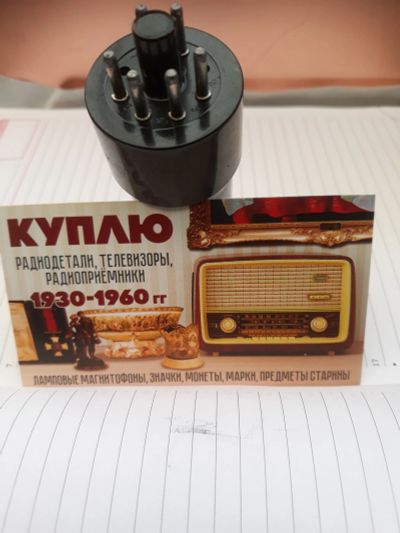 КУПЛЮ
РАДИОДЕТАЛИ, ТЕЛЕВИЗОРЫ,
РАДИОПРИЁМНИКИ
1930-1960 гг
ЛАМПОВЫЕ МАГНИТОФОНЫ, ЗНАЧКИ, МОНЕТЫ, МАРКИ, ПРЕДМЕТЫ СТАРИНЫ